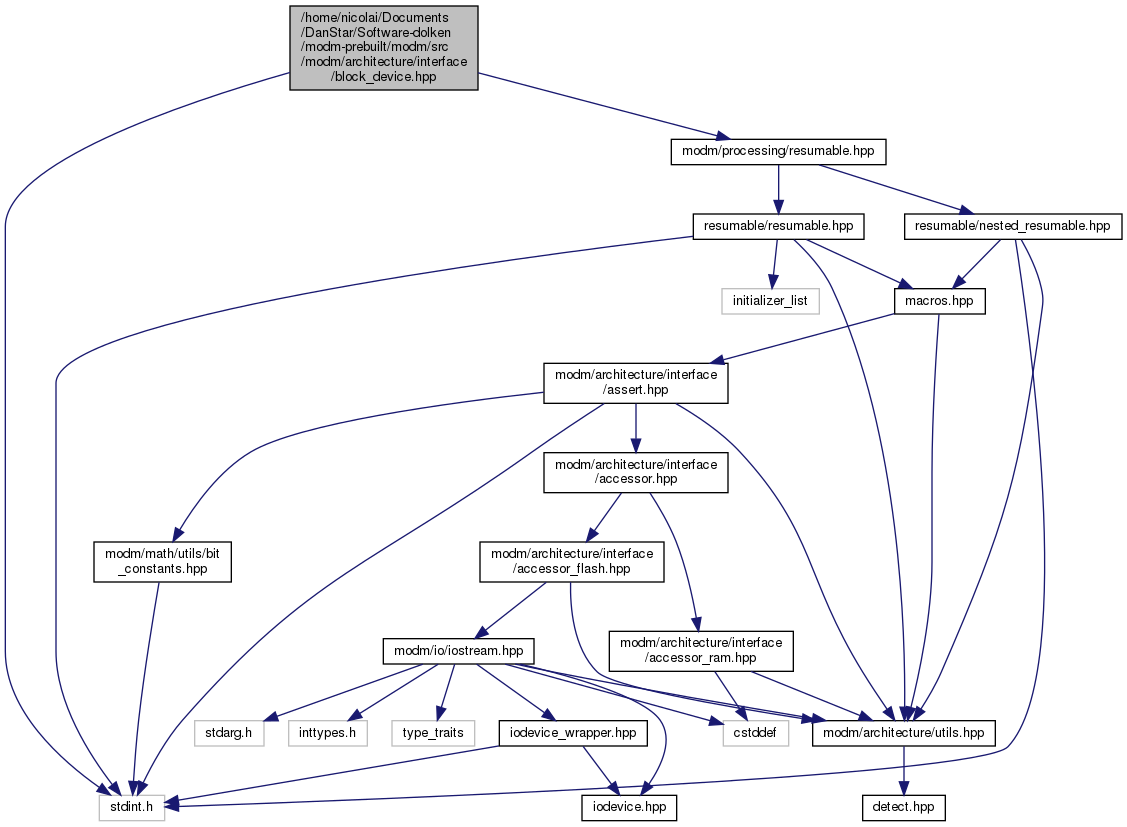 /home/nicolai/Documents
/DanStar/Software-dolken
/modm-prebuilt/modm/src
/modm/architecture/interface
/block_device.hpp
modm/processing/resumable.hpp
resumable/resumable.hpp
resumable/nested_resumable.hpp
initializer_list
macros.hpp
modm/architecture/interface
/assert.hpp
modm/architecture/interface
/accessor.hpp
modm/math/utils/bit
_constants.hpp
modm/architecture/interface
/accessor_flash.hpp
modm/io/iostream.hpp
modm/architecture/interface
/accessor_ram.hpp
stdarg.h
inttypes.h
type_traits
iodevice_wrapper.hpp
cstddef
modm/architecture/utils.hpp
stdint.h
iodevice.hpp
detect.hpp